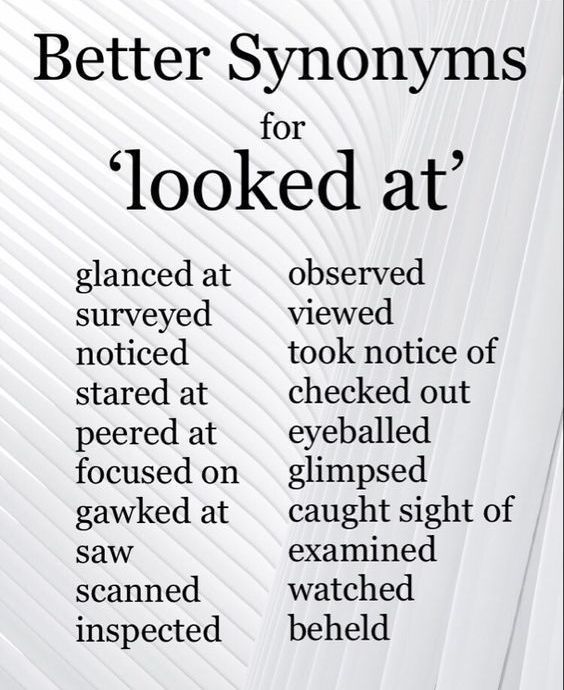 Better Synonyms
for
‘looked at’
glanced at
surveyed
noticed
stared at
peered at
focused on
gawked at
saw
scanned
inspected
observed
viewed
took notice of
checked out
eyeballed
glimpsed
caught sight of
examined
watched
beheld